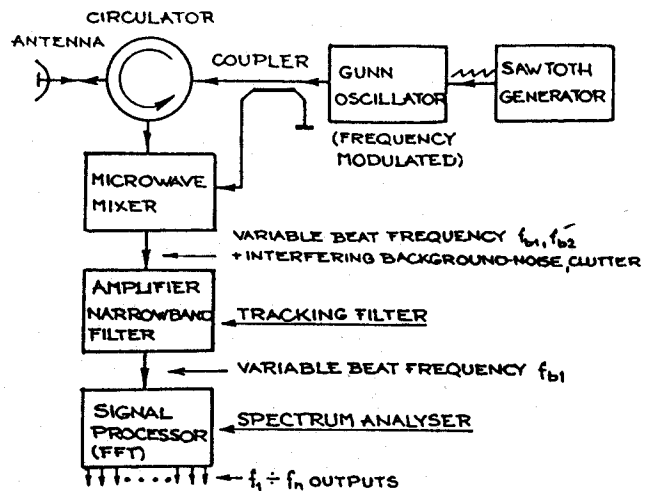 CIRCULATOR
ANTENNA
COUPLER
GUNN
OSCILLATOR
SAWTOTH
GENERATOR
(FREQUENCY
MODULATED)
MICROWAVE
MIXER
VARIABLE BEAT FREQUENCY fb1, fb2
+ INTERFERING BACKGROUND-NOISE, CLUTTER
AMPLIFIER
NARROWBAND
FILTER
TRACKING FILTER
VARIABLE BEAT FREQUENCY fb1
SIGNAL
PROCESSOR
(FFT)
SPECTRUM ANALYSER
f1 ÷ fn OUTPUTS